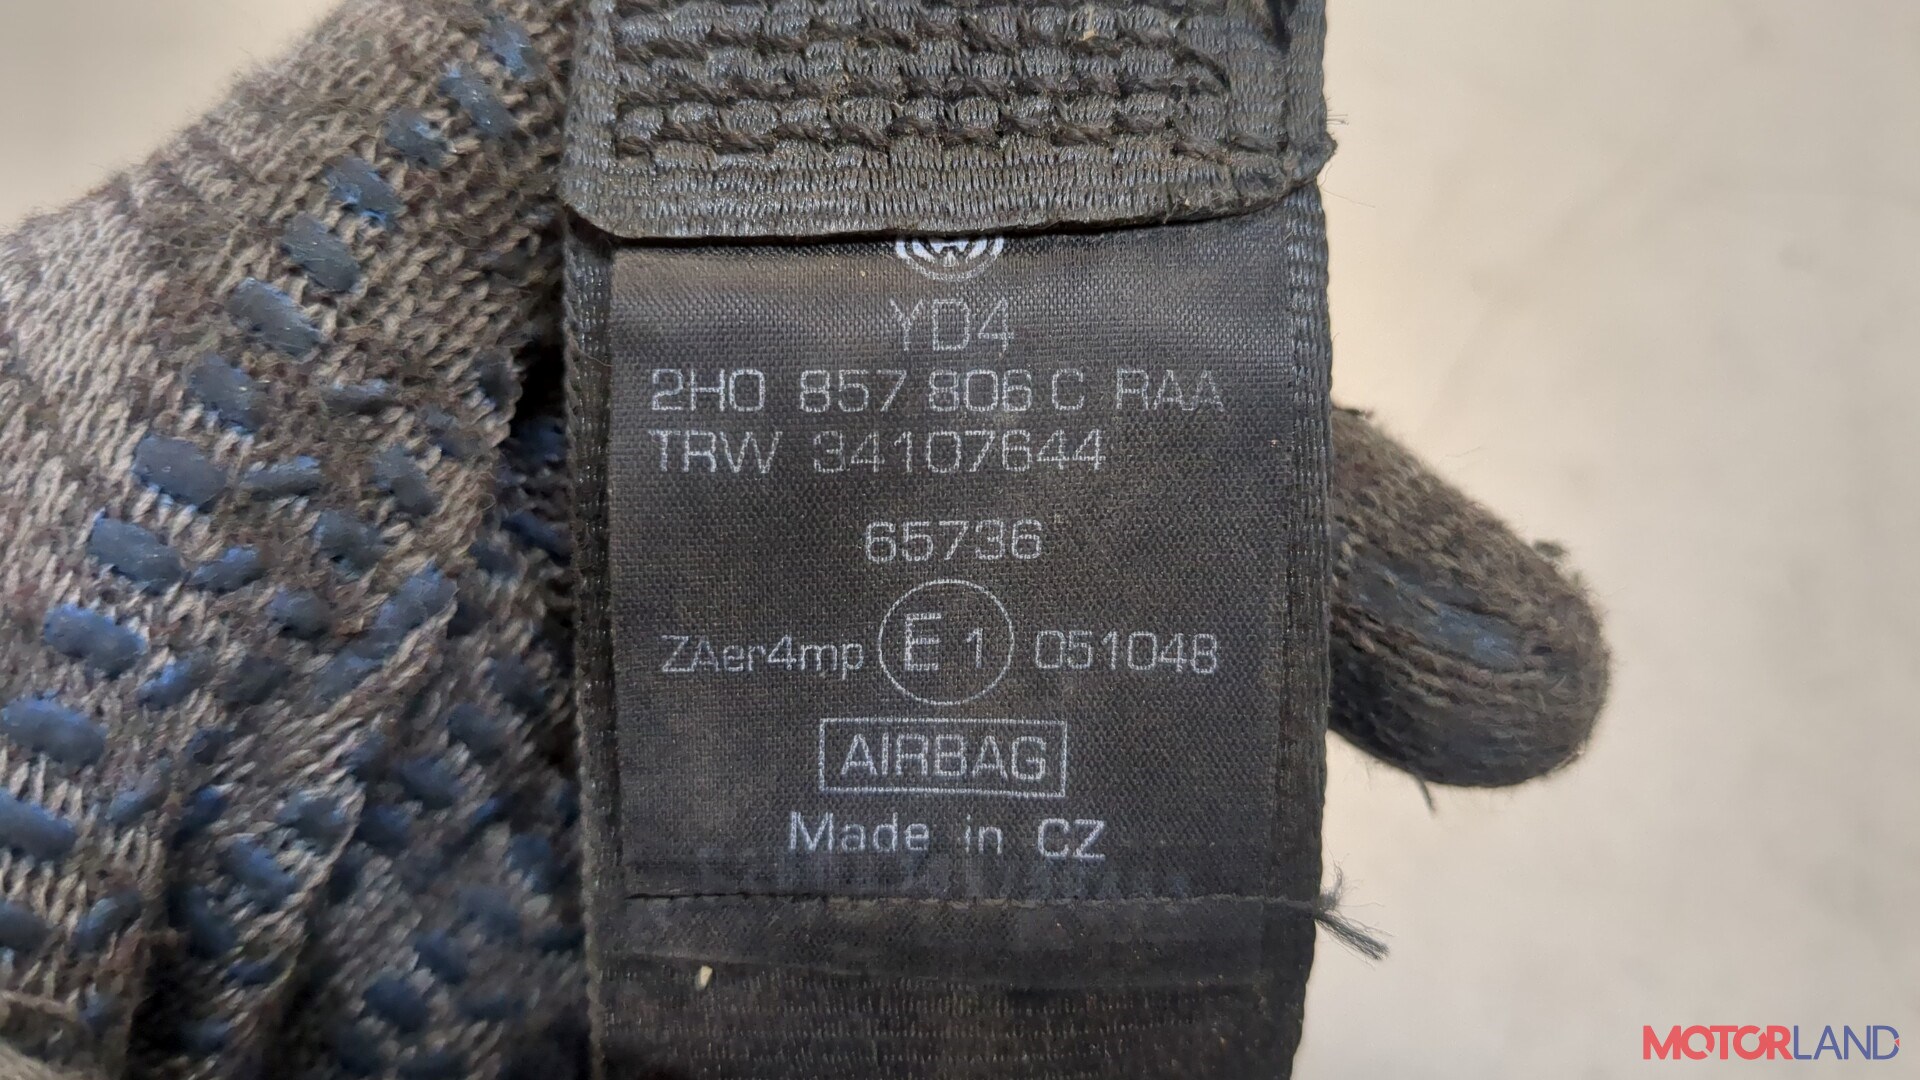 YD4
2H0 857 806 C RAA
TRW 34107644
65736
ZAer4mp E 1 051048
AIRBAG
Made in CZ
MOTORLAND